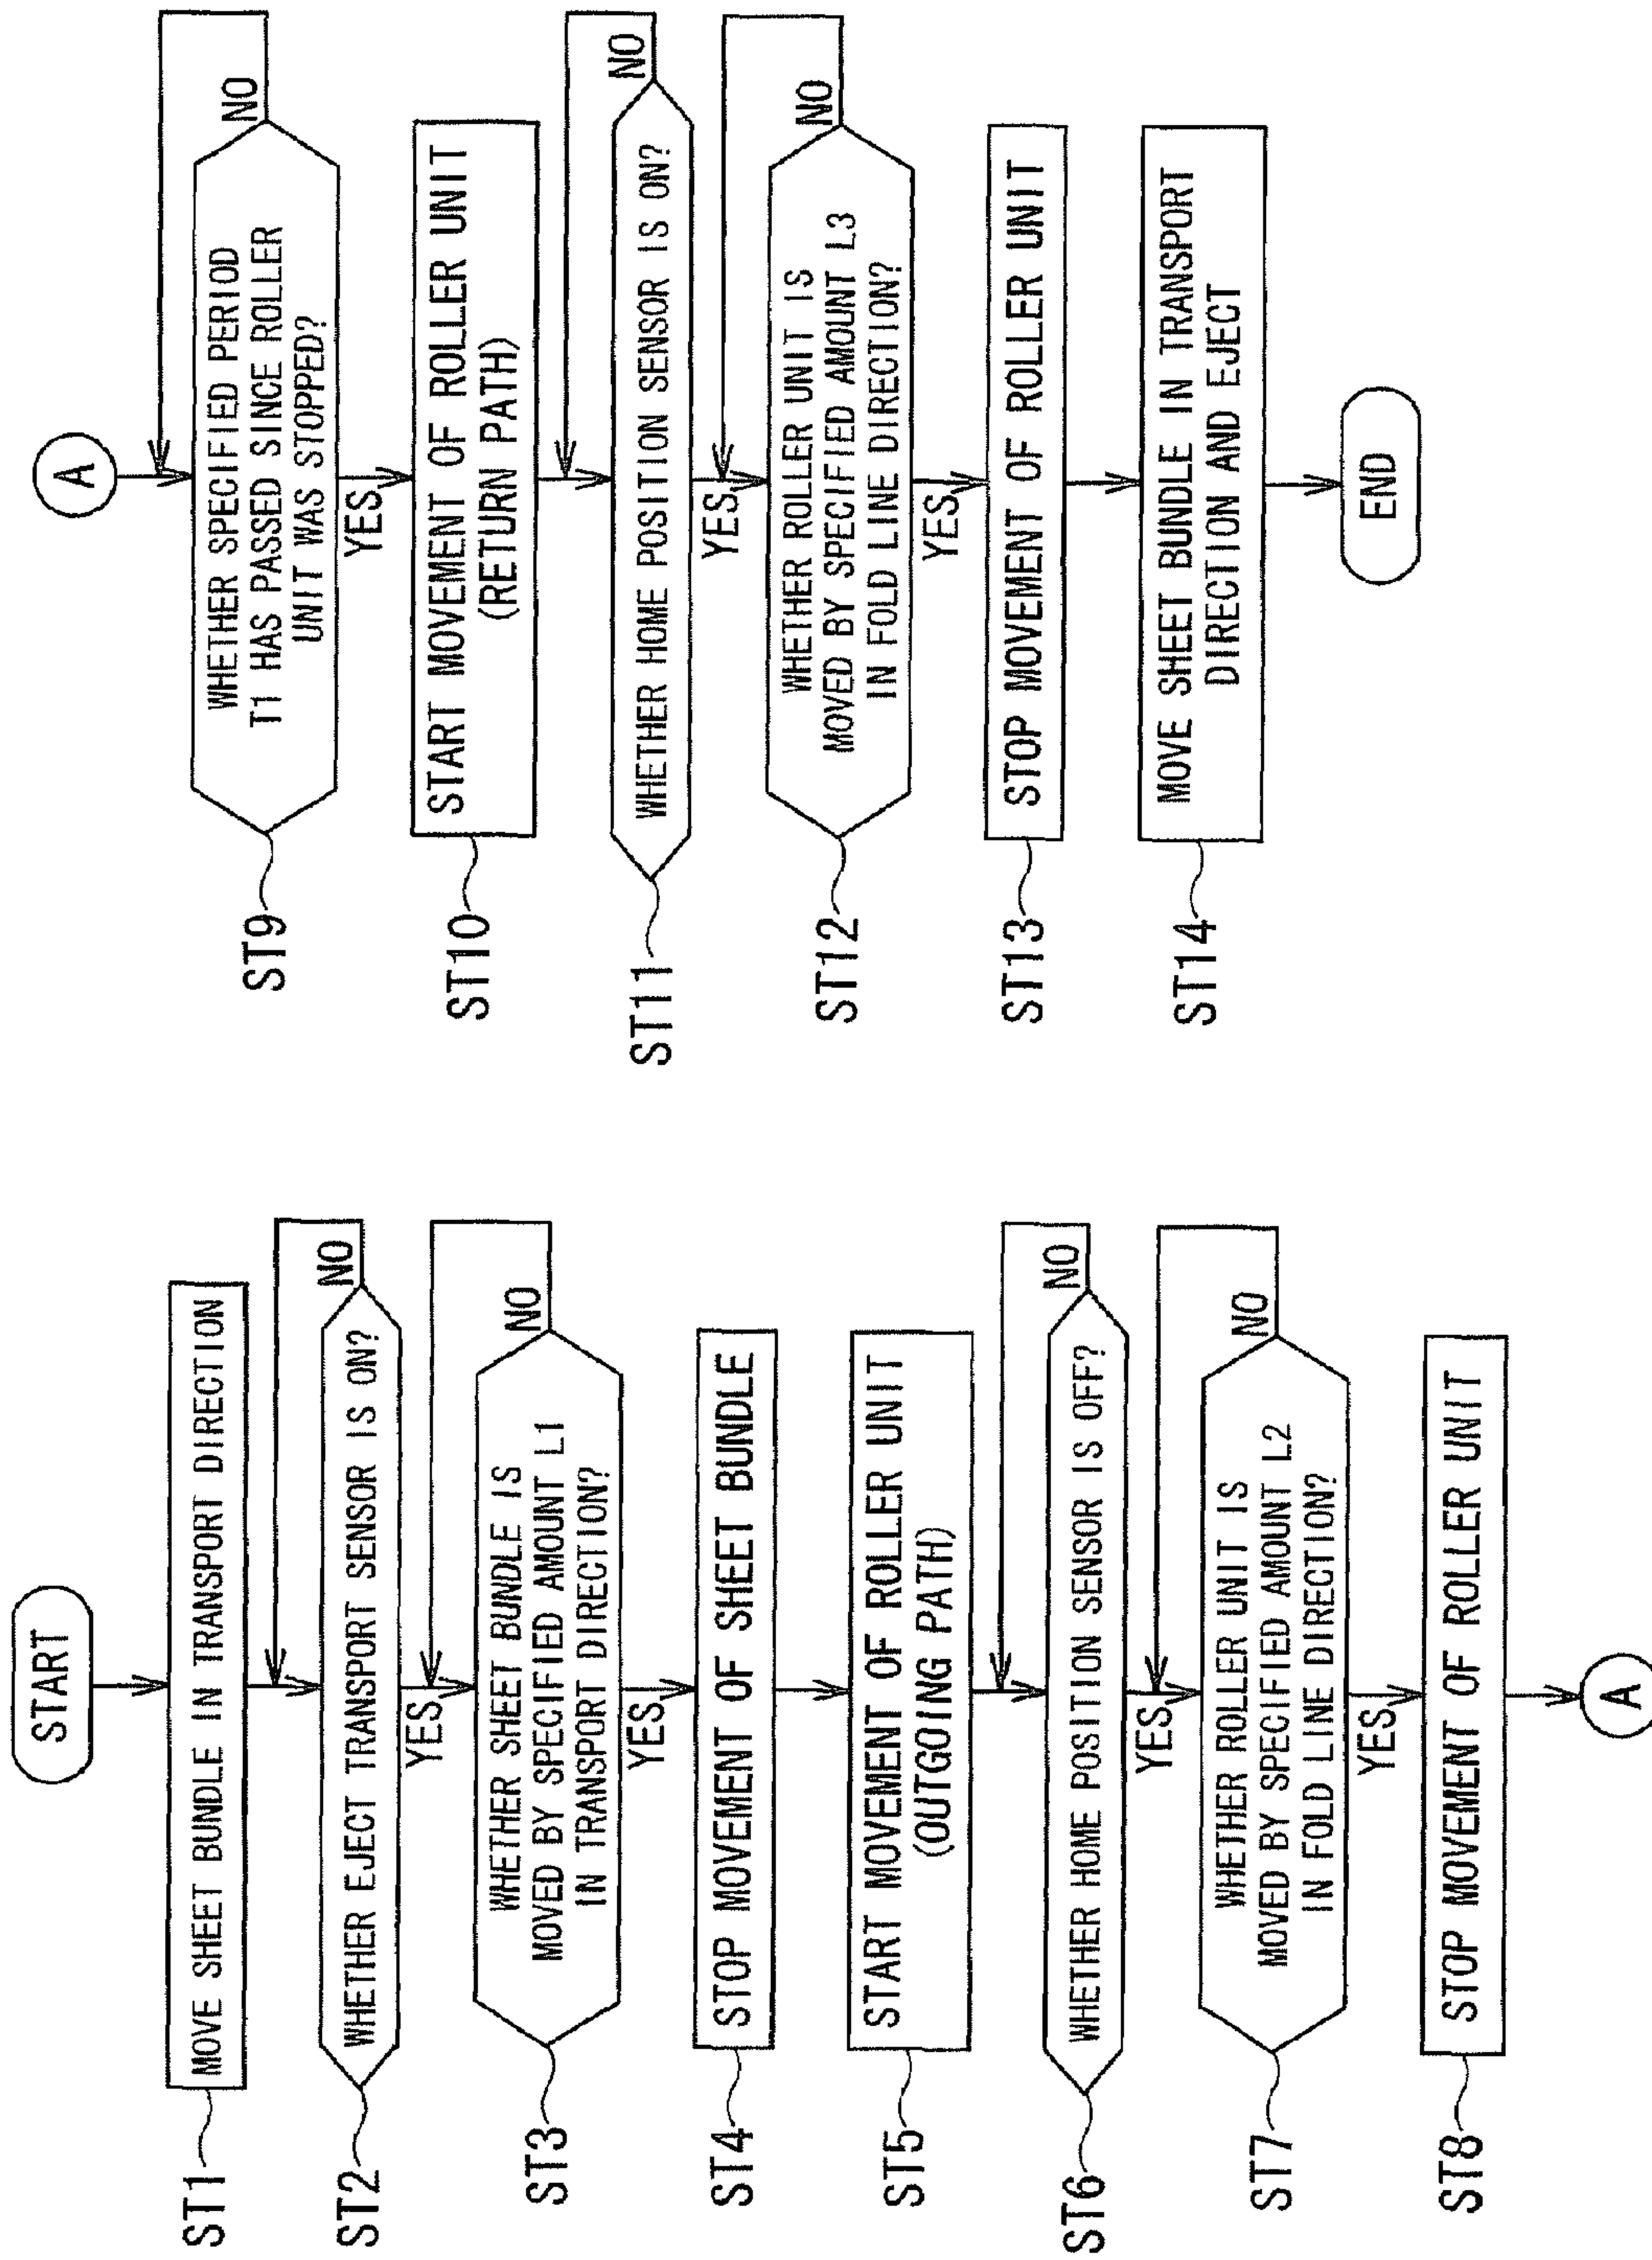 START
ST1
MOVE SHEET BUNDLE IN TRANSPORT DIRECTION
ST2
WHETHER EJECT TRANSPORT SENSOR IS ON?
NO
YES
ST3
WHETHER SHEET BUNDLE IS
MOVED BY SPECIFIED AMOUNT L1
IN TRANSPORT DIRECTION?
NO
YES
ST4
STOP MOVEMENT OF SHEET BUNDLE
ST5
START MOVEMENT OF ROLLER UNIT
(OUTGOING PATH)
ST6
WHETHER HOME POSITION SENSOR IS OFF?
NO
YES
ST7
WHETHER ROLLER UNIT IS
MOVED BY SPECIFIED AMOUNT L2
IN FOLD LINE DIRECTION?
NO
YES
ST8
STOP MOVEMENT OF ROLLER UNIT
A
A
ST9
WHETHER SPECIFIED PERIOD
T1 HAS PASSED SINCE ROLLER
UNIT WAS STOPPED?
NO
YES
ST10
START MOVEMENT OF ROLLER UNIT
(RETURN PATH)
ST11
WHETHER HOME POSITION SENSOR IS ON?
NO
YES
ST12
WHETHER ROLLER UNIT IS
MOVED BY SPECIFIED AMOUNT L3
IN FOLD LINE DIRECTION?
NO
YES
ST13
STOP MOVEMENT OF ROLLER UNIT
ST14
MOVE SHEET BUNDLE IN TRANSPORT
DIRECTION AND EJECT
END